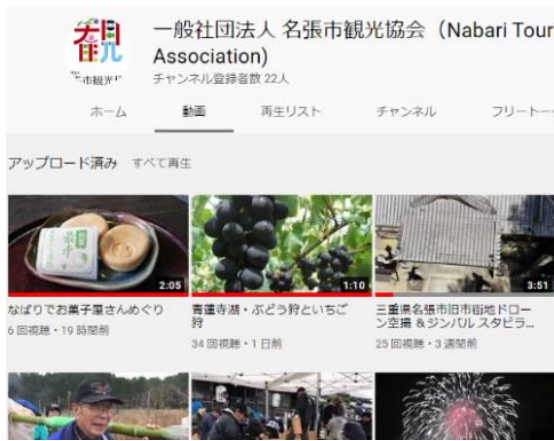 一般社団法人 名張市観光協会（Nabari Tour
Association)
チャンネル登録者数 22人
ホーム
動画
再生リスト
チャンネル
フリートー
アップロード済み すべて再生
2:05
1:10
3:51
なばりでお菓子屋さんめぐり
6 回視聴・19 時間前
青蓮寺湖・ぶどう狩といちご
狩
34 回視聴・1 日前
三重県名張市旧市街地ドロー
ン空撮 ＆ジンバル スタビラ...
25 回視聴・3 週間前